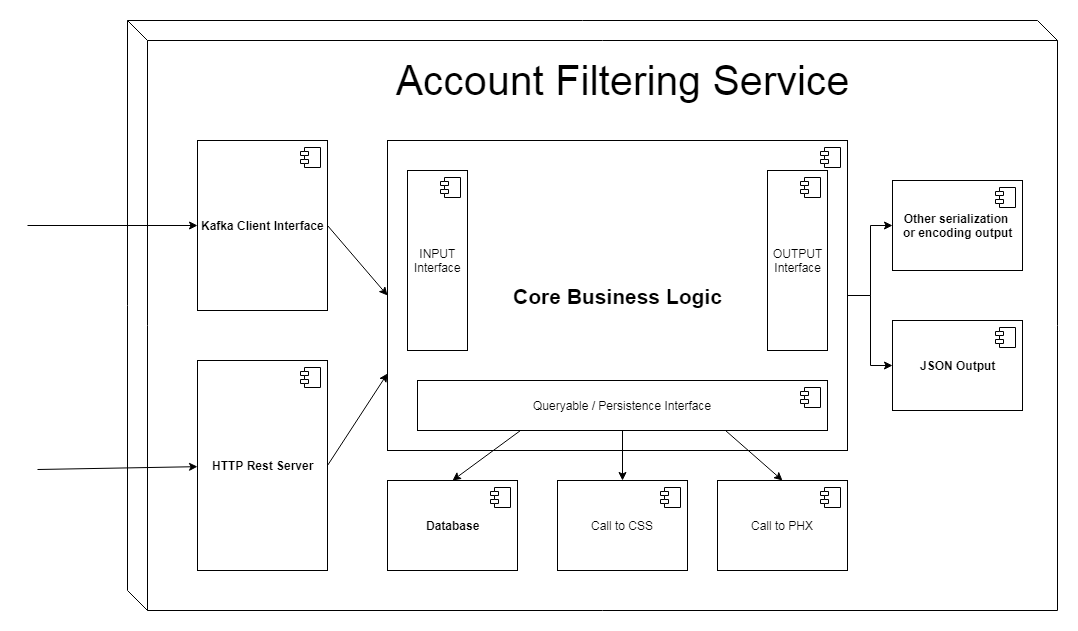 Account Filtering Service
Kafka Client Interface
INPUT
Interface
OUTPUT
Interface
Core Business Logic
Other serialization
or encoding output
JSON Output
Queryable / Persistence Interface
HTTP Rest Server
Database
Call to CSS
Call to PHX